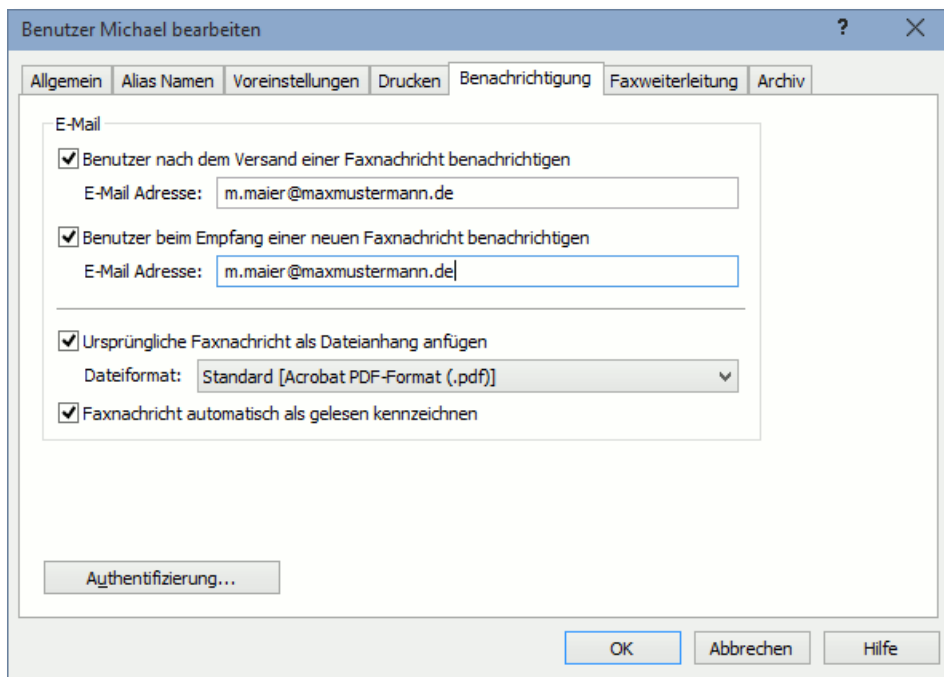 Benutzer Michael bearbeiten ?
Allgemein Alias Namen Voreinstellungen Drucken Benachrichtigung Faxweiterleitung Archiv
E-Mail
Benutzer nach dem Versand einer Faxnachricht benachrichtigen
E-Mail Adresse: m.maier@maxmustermann.de
Benutzer beim Empfang einer neuen Faxnachricht benachrichtigen
E-Mail Adresse: m.maier@maxmustermann.de
Ursprüngliche Faxnachricht als Dateianhang anfügen
Dateiformat: Standard [Acrobat PDF-Format (.pdf)]
Faxnachricht automatisch als gelesen kennzeichnen
Authentifizierung...
OK Abbrechen Hilfe